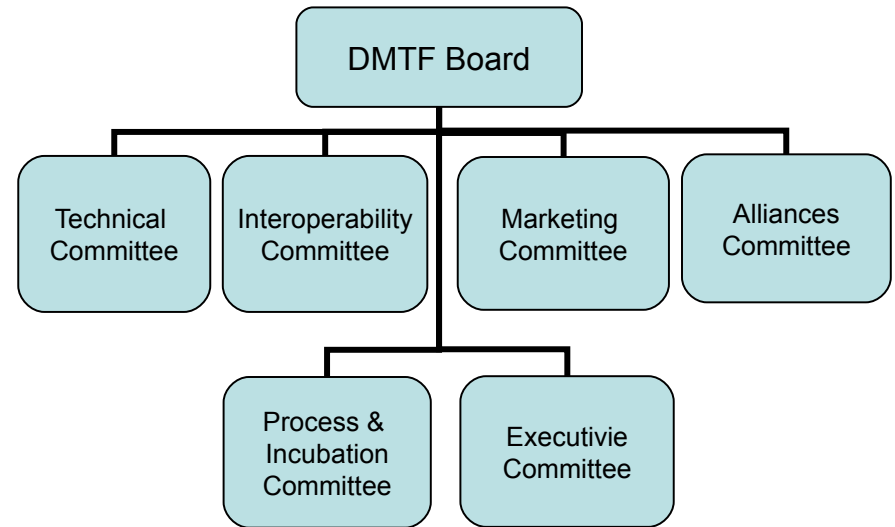 DMTF Board
Technical
Committee
Interoperability
Committee
Marketing
Committee
Alliances
Committee
Process &
Incubation
Committee
Executivie
Committee